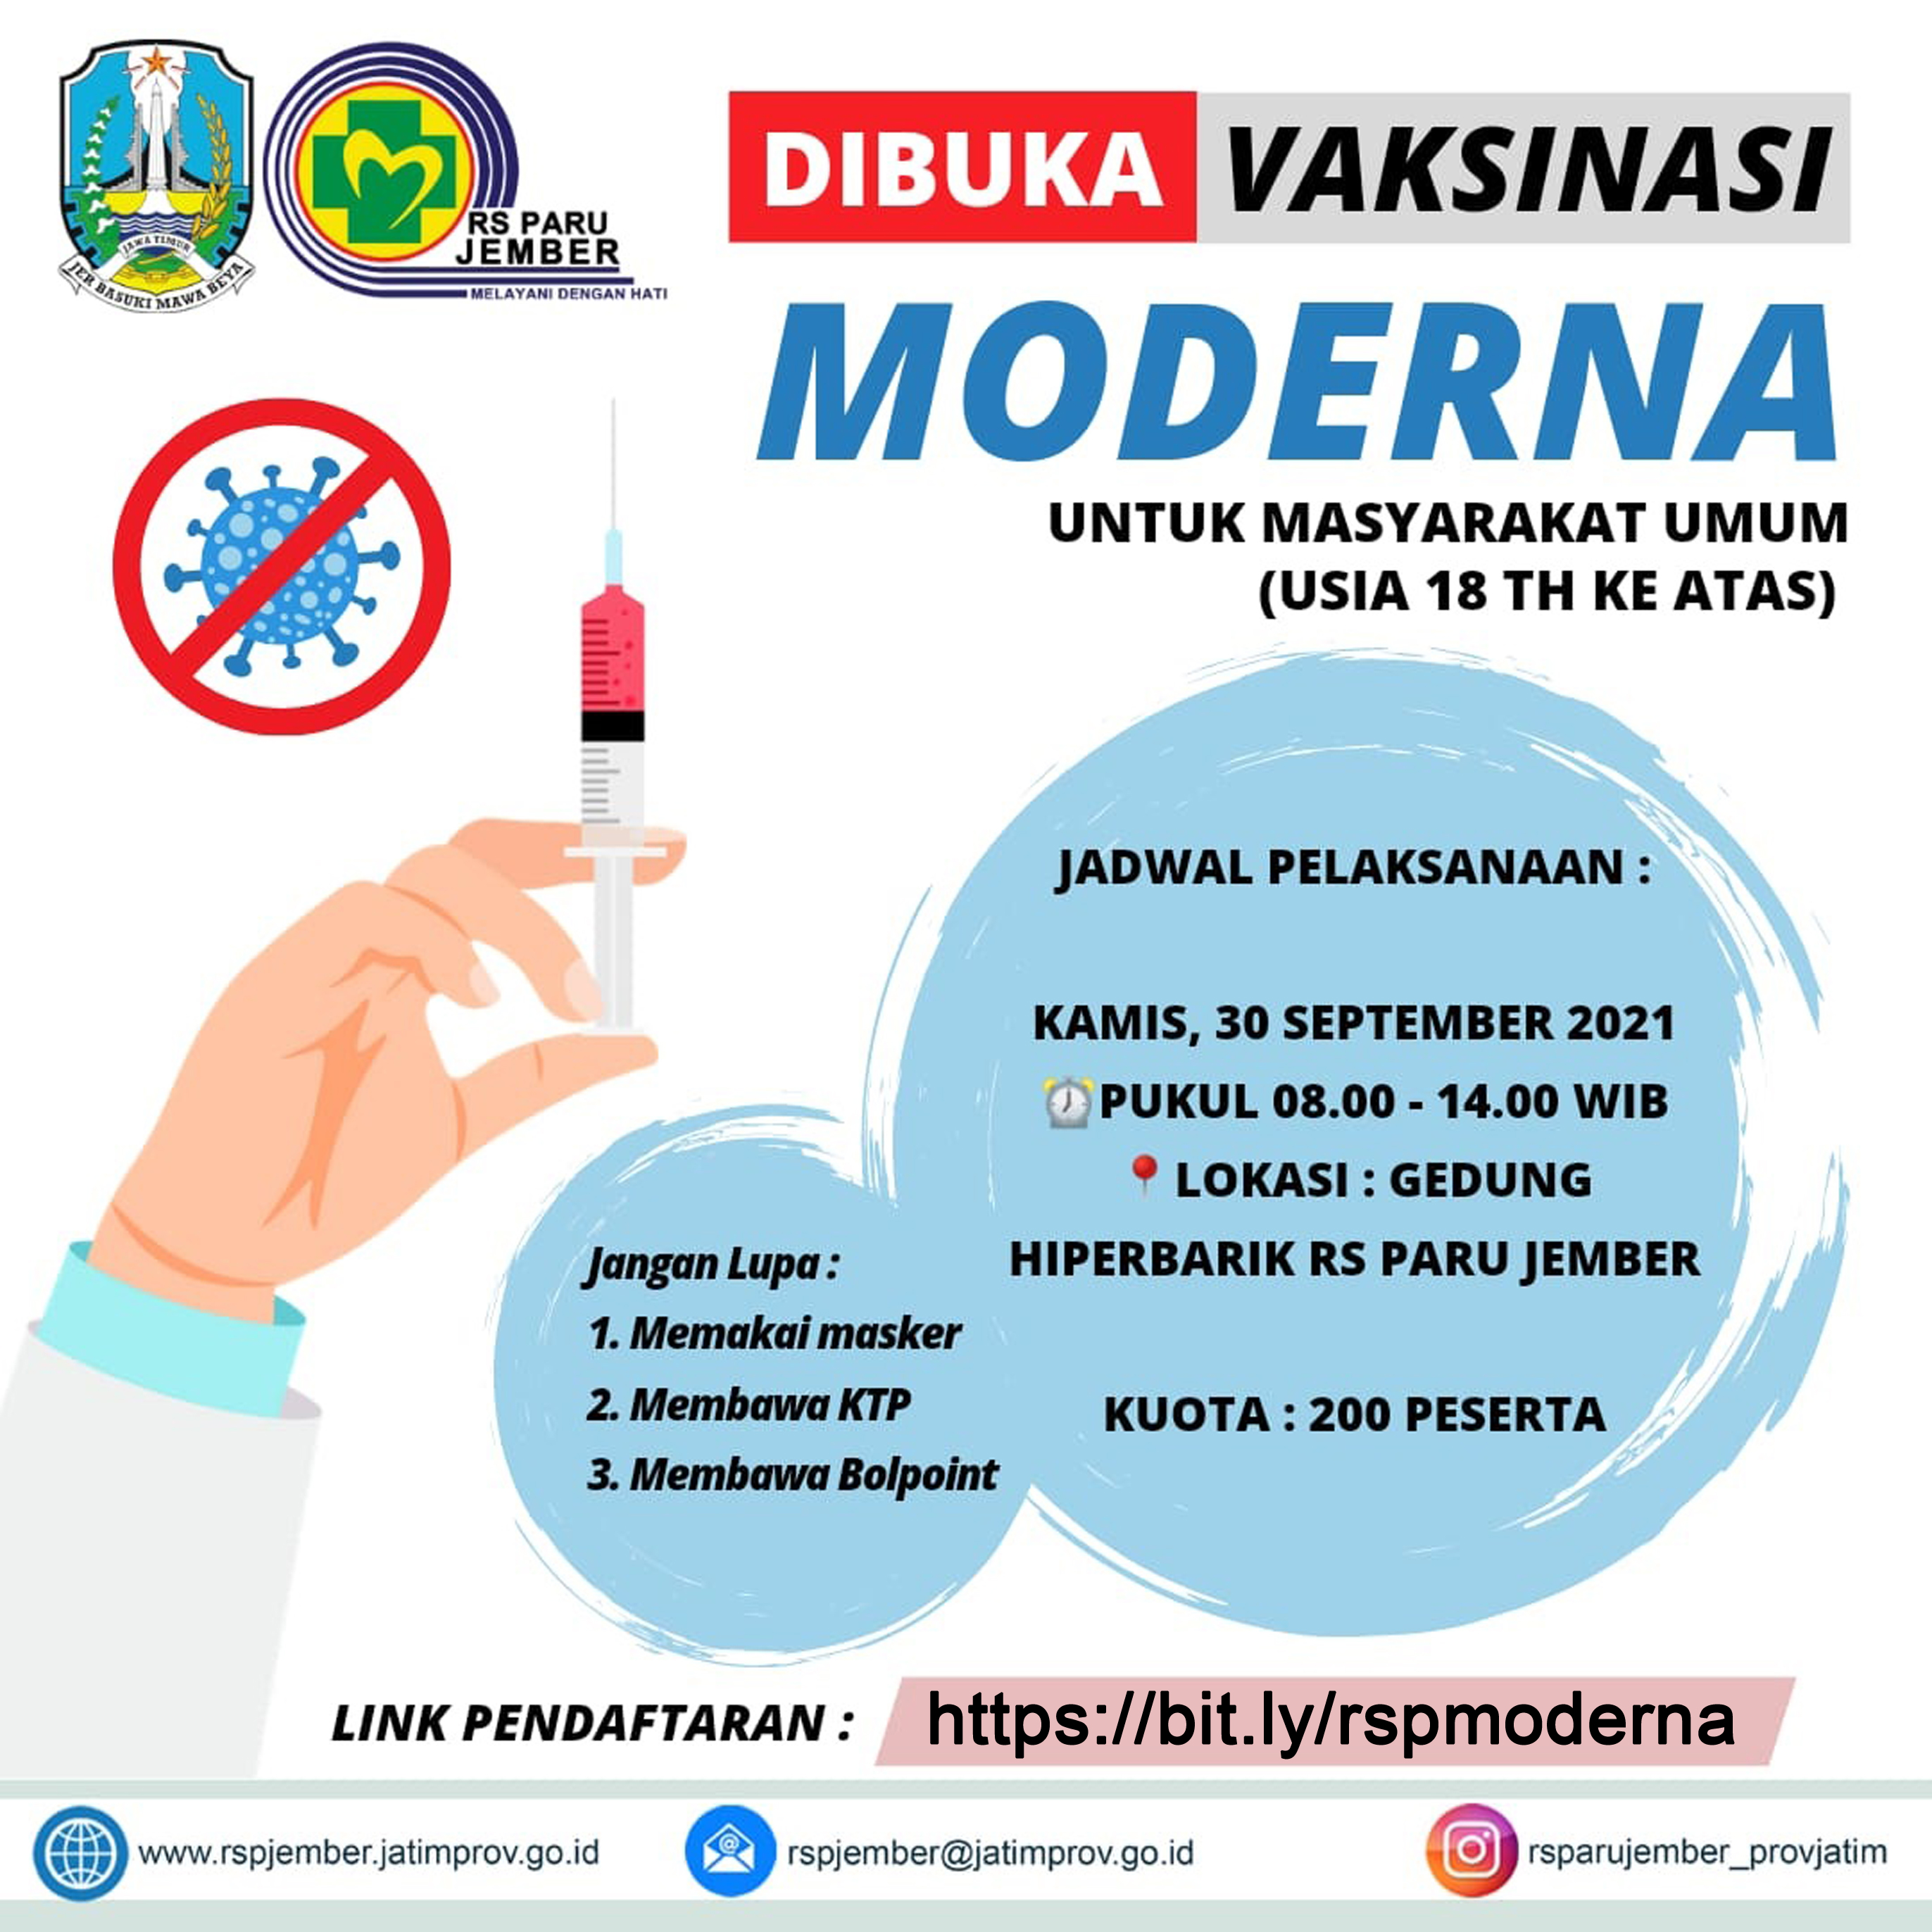 JAWA TIMUR
JER BASUKI MAWA BEYA
RS PARU
JEMBER
MELAYANI DENGAN HATI
DIBUKA VAKSINASI
MODERNA
UNTUK MASYARAKAT UMUM
(USIA 18 TH KE ATAS)
JADWAL PELAKSANAAN :
KAMIS, 30 SEPTEMBER 2021
PUKUL 08.00 - 14.00 WIB
LOKASI : GEDUNG
HIPERBARIK RS PARU JEMBER
KUOTA : 200 PESERTA
Jangan Lupa :
1. Memakai masker
2. Membawa KTP
3. Membawa Bolpoint
LINK PENDAFTARAN : https://bit.ly/rspmoderna
www.rspjember.jatimprov.go.id rspjember@jatimprov.go.id rsparujember_provjatim